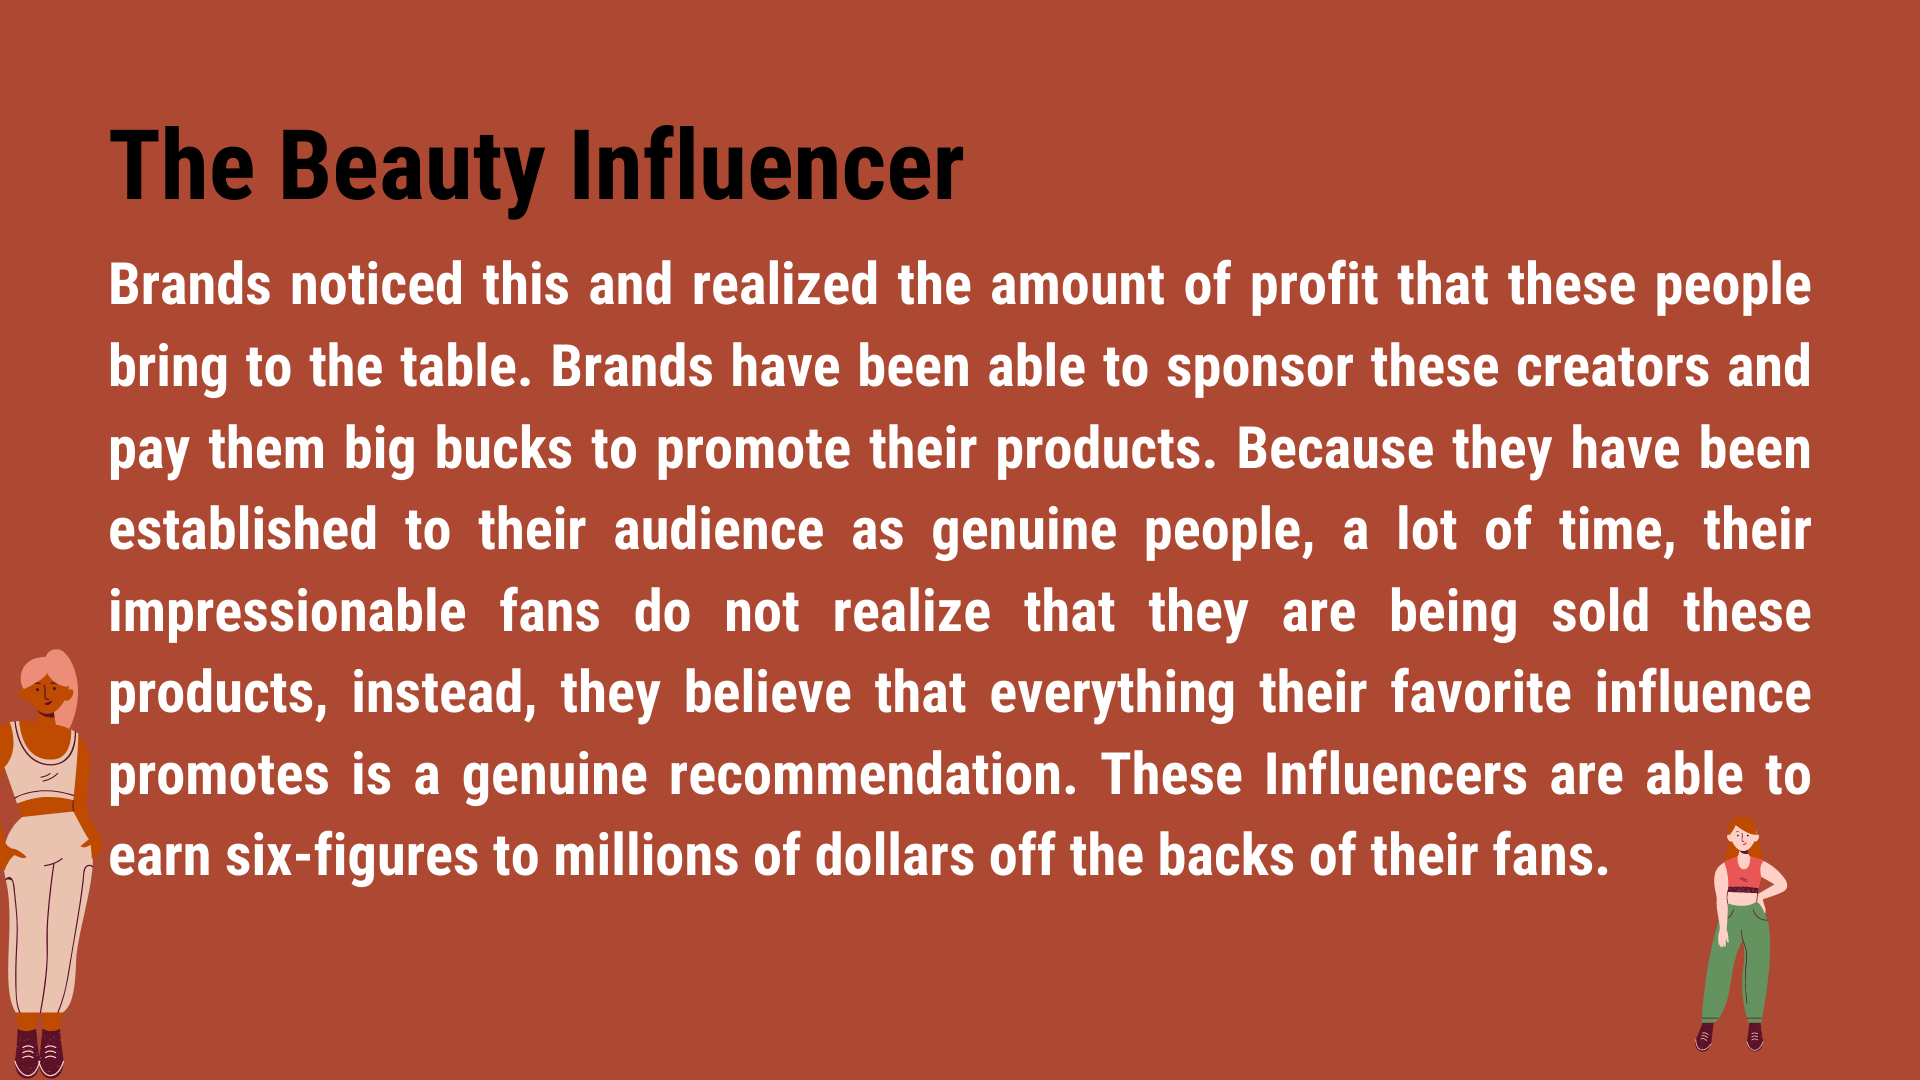 The Beauty Influencer
Brands noticed this and realized the amount of profit that these people
bring to the table. Brands have been able to sponsor these creators and
pay them big bucks to promote their products. Because they have been
established to their audience as genuine people, a lot of time, their
impressionable fans do not realize that they are being sold these
products, instead, they believe that everything their favorite influence
promotes is a genuine recommendation. These Influencers are able to
earn six-figures to millions of dollars off the backs of their fans.